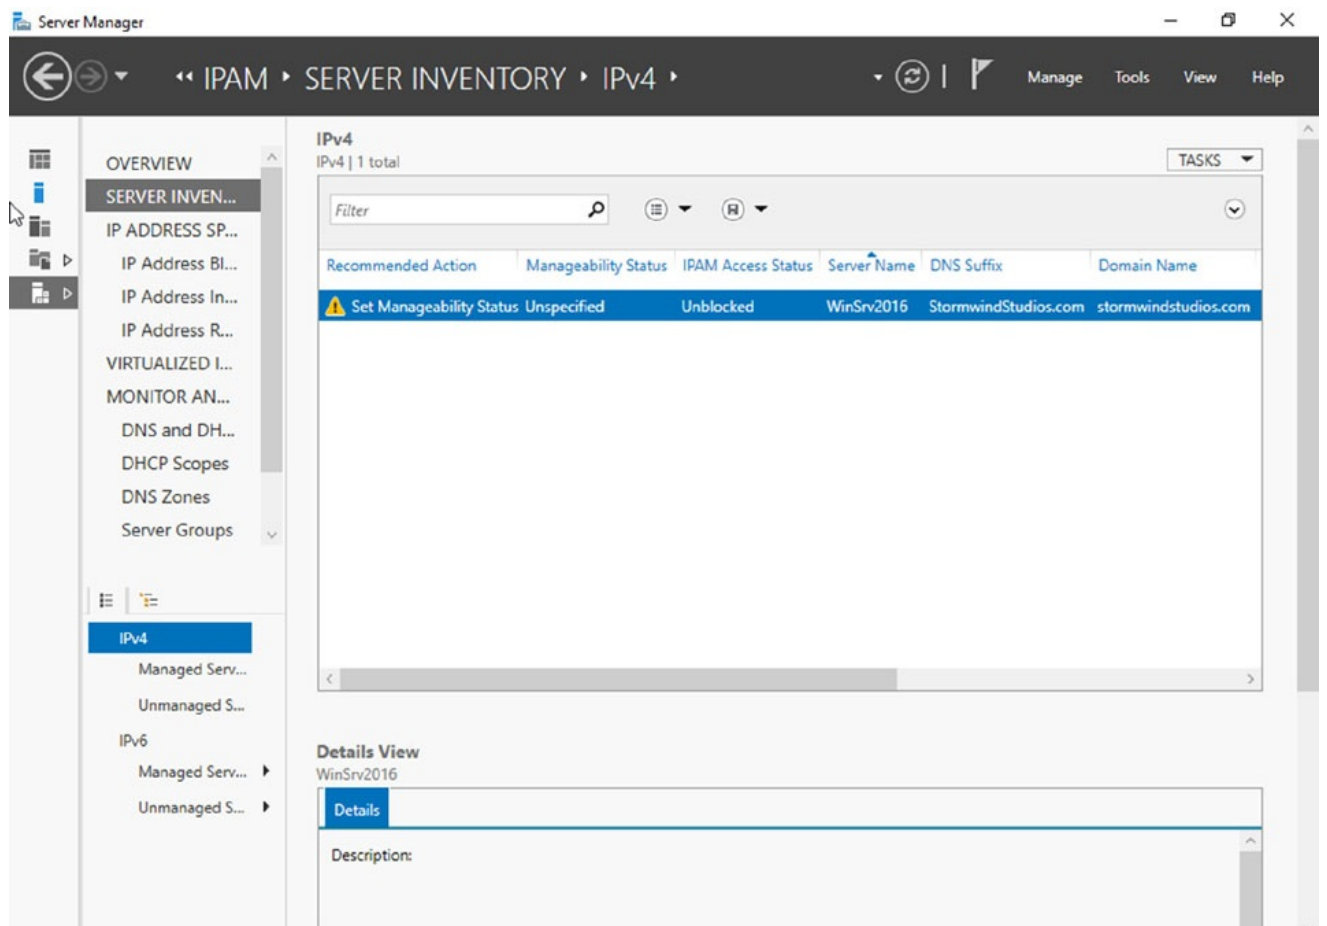 Server Manager
IPAM SERVER INVENTORY IPv4
Manage Tools View Help
OVERVIEW
SERVER INVEN...
IP ADDRESS SP...
IP Address Bl...
IP Address In...
IP Address R...
VIRTUALIZED I...
MONITOR AN...
DNS and DH...
DHCP Scopes
DNS Zones
Server Groups
IPv4
Managed Serv...
Unmanaged S...
IPv6
Managed Serv...
Unmanaged S...
IPv4
IPv4 | 1 total
TASKS
Filter
Recommended Action Manageability Status IPAM Access Status Server Name DNS Suffix Domain Name
Set Manageability Status Unspecified Unblocked WinSrv2016 StormwindStudios.com stormwindstudios.com
Details View
WinSrv2016
Details
Description: